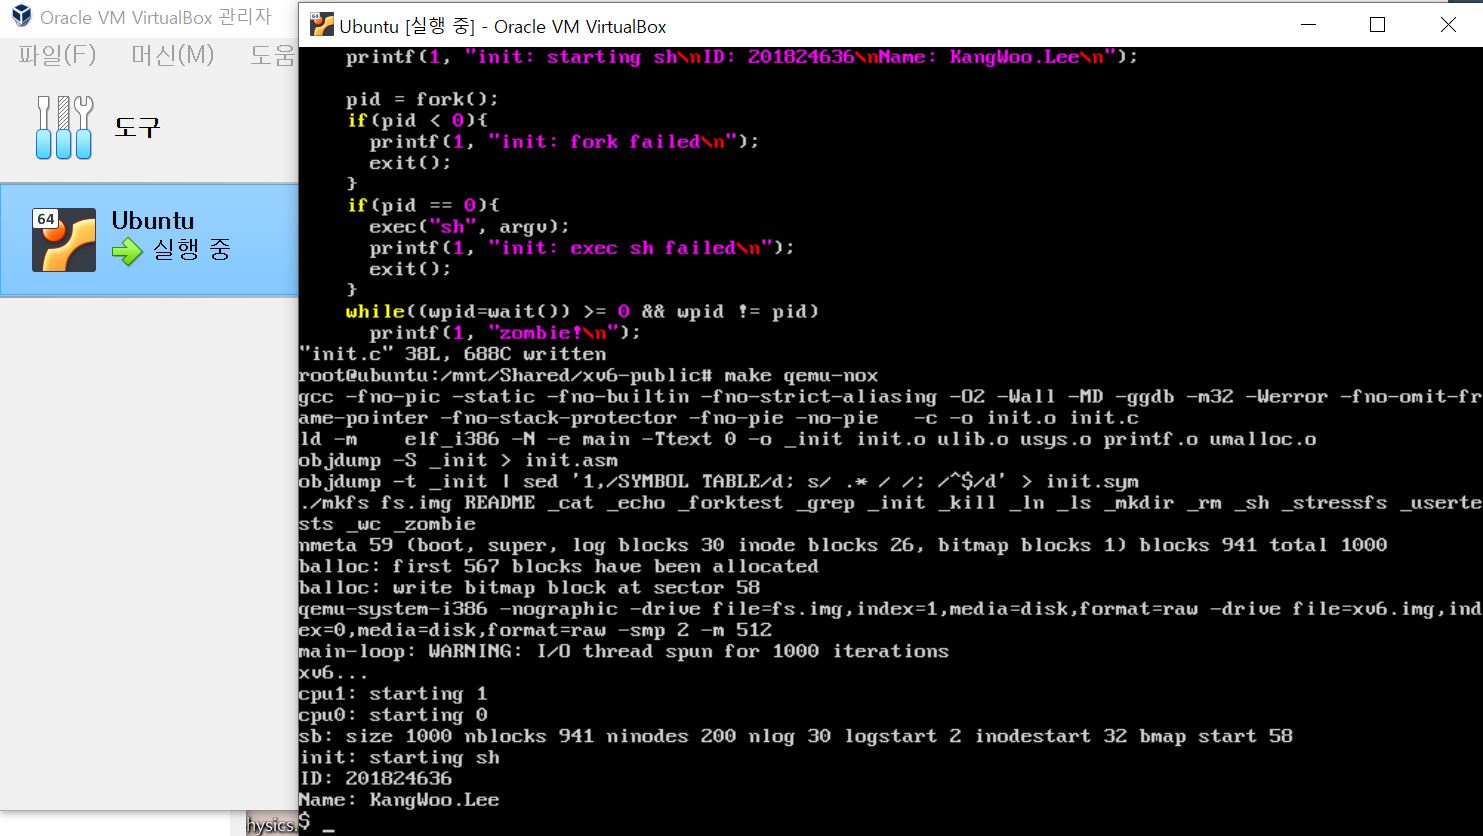 Oracle VM VirtualBox 관리자
파일(F) 머신(M) 도움
도구
64
Ubuntu
실행 중
64
Ubuntu [실행 중] - Oracle VM VirtualBox
    printf(1, "init: starting sh\nID: 201824636\nName: KangWoo.Lee\n");
    pid = fork();
    if(pid < 0){
      printf(1, "init: fork failed\n");
      exit();
    }
    if(pid == 0){
      exec("sh", argv);
      printf(1, "init: exec sh failed\n");
      exit();
    }
    while((wpid=wait()) >= 0 && wpid != pid)
      printf(1, "zombie!\n");
"init.c" 38L, 688C written
root@ubuntu:/mnt/Shared/xv6-public# make qemu-nox
gcc -fno-pic -static -fno-builtin -fno-strict-aliasing -O2 -Wall -MD -ggdb -m32 -Werror -fno-omit-fr
ame-pointer -fno-stack-protector -fno-pie -no-pie   -c -o init.o init.c
ld -m    elf_i386 -N -e main -Ttext 0 -o _init init.o ulib.o usys.o printf.o umalloc.o
objdump -S _init > init.asm
objdump -t _init | sed '1,/SYMBOL TABLE/d; s/ .* / /; /^$/d' > init.sym
./mkfs fs.img README _cat _echo _forktest _grep _init _kill _ln _ls _mkdir _rm _sh _stressfs _userte
sts _wc _zombie
nmeta 59 (boot, super, log blocks 30 inode blocks 26, bitmap blocks 1) blocks 941 total 1000
balloc: first 567 blocks have been allocated
balloc: write bitmap block at sector 58
qemu-system-i386 -nographic -drive file=fs.img,index=1,media=disk,format=raw -drive file=xv6.img,ind
ex=0,media=disk,format=raw -smp 2 -m 512
main-loop: WARNING: I/O thread spun for 1000 iterations
xv6...
cpu1: starting 1
cpu0: starting 0
sb: size 1000 nblocks 941 ninodes 200 nlog 30 logstart 2 inodestart 32 bmap start 58
init: starting sh
ID: 201824636
Name: KangWoo.Lee
$ _
hysics.